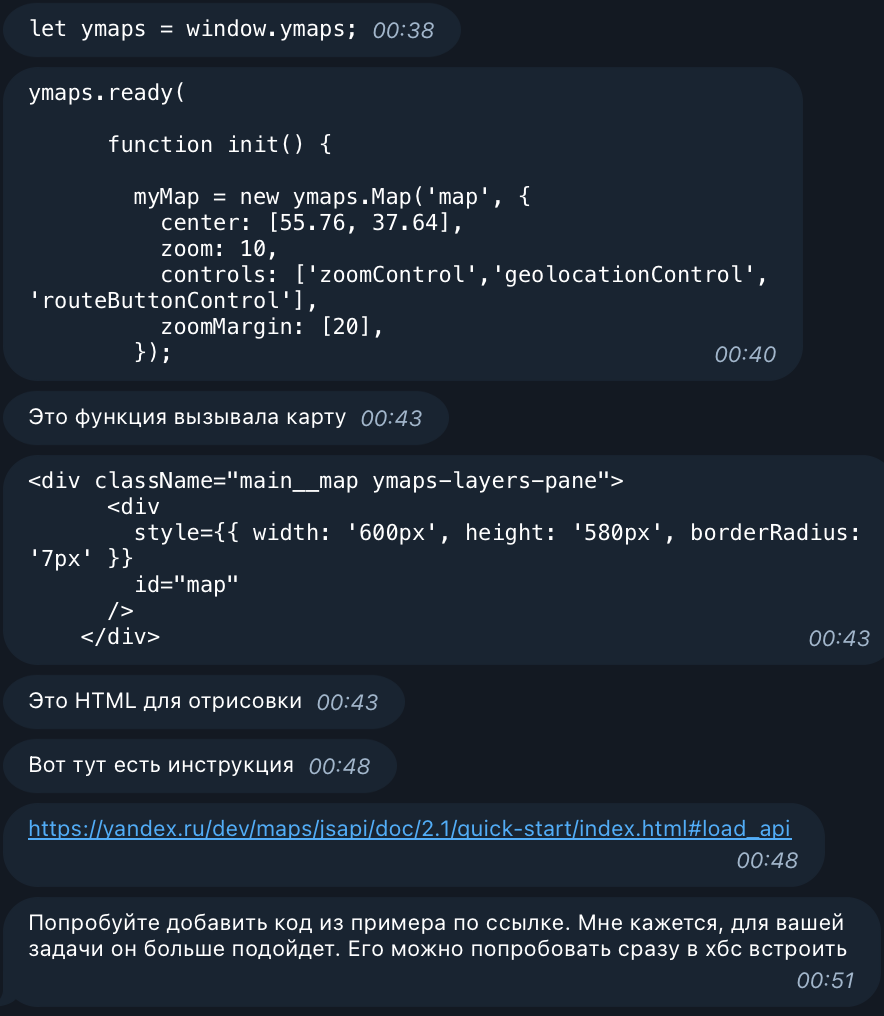 let ymaps = window.ymaps; 00:38
ymaps.ready(
function init() {
myMap = new ymaps.Map('map', {
center: [55.76, 37.64],
zoom: 10,
controls: ['zoomControl','geolocationControl',
'routeButtonControl'],
zoomMargin: [20],
}); 00:40
Это функция вызывала карту 00:43
<div className="main__map ymaps-layers-pane">
<div
style={{ width: '600px', height: '580px', borderRadius:
'7px' }}
id="map"
/>
</div> 00:43
Это HTML для отрисовки 00:43
Вот тут есть инструкция 00:48
https://yandex.ru/dev/maps/jsapi/doc/2.1/quick-start/index.html#load_api
00:48
Попробуйте добавить код из примера по ссылке. Мне кажется, для вашей
задачи он больше подойдет. Его можно попробовать сразу в хбс встроить
00:51